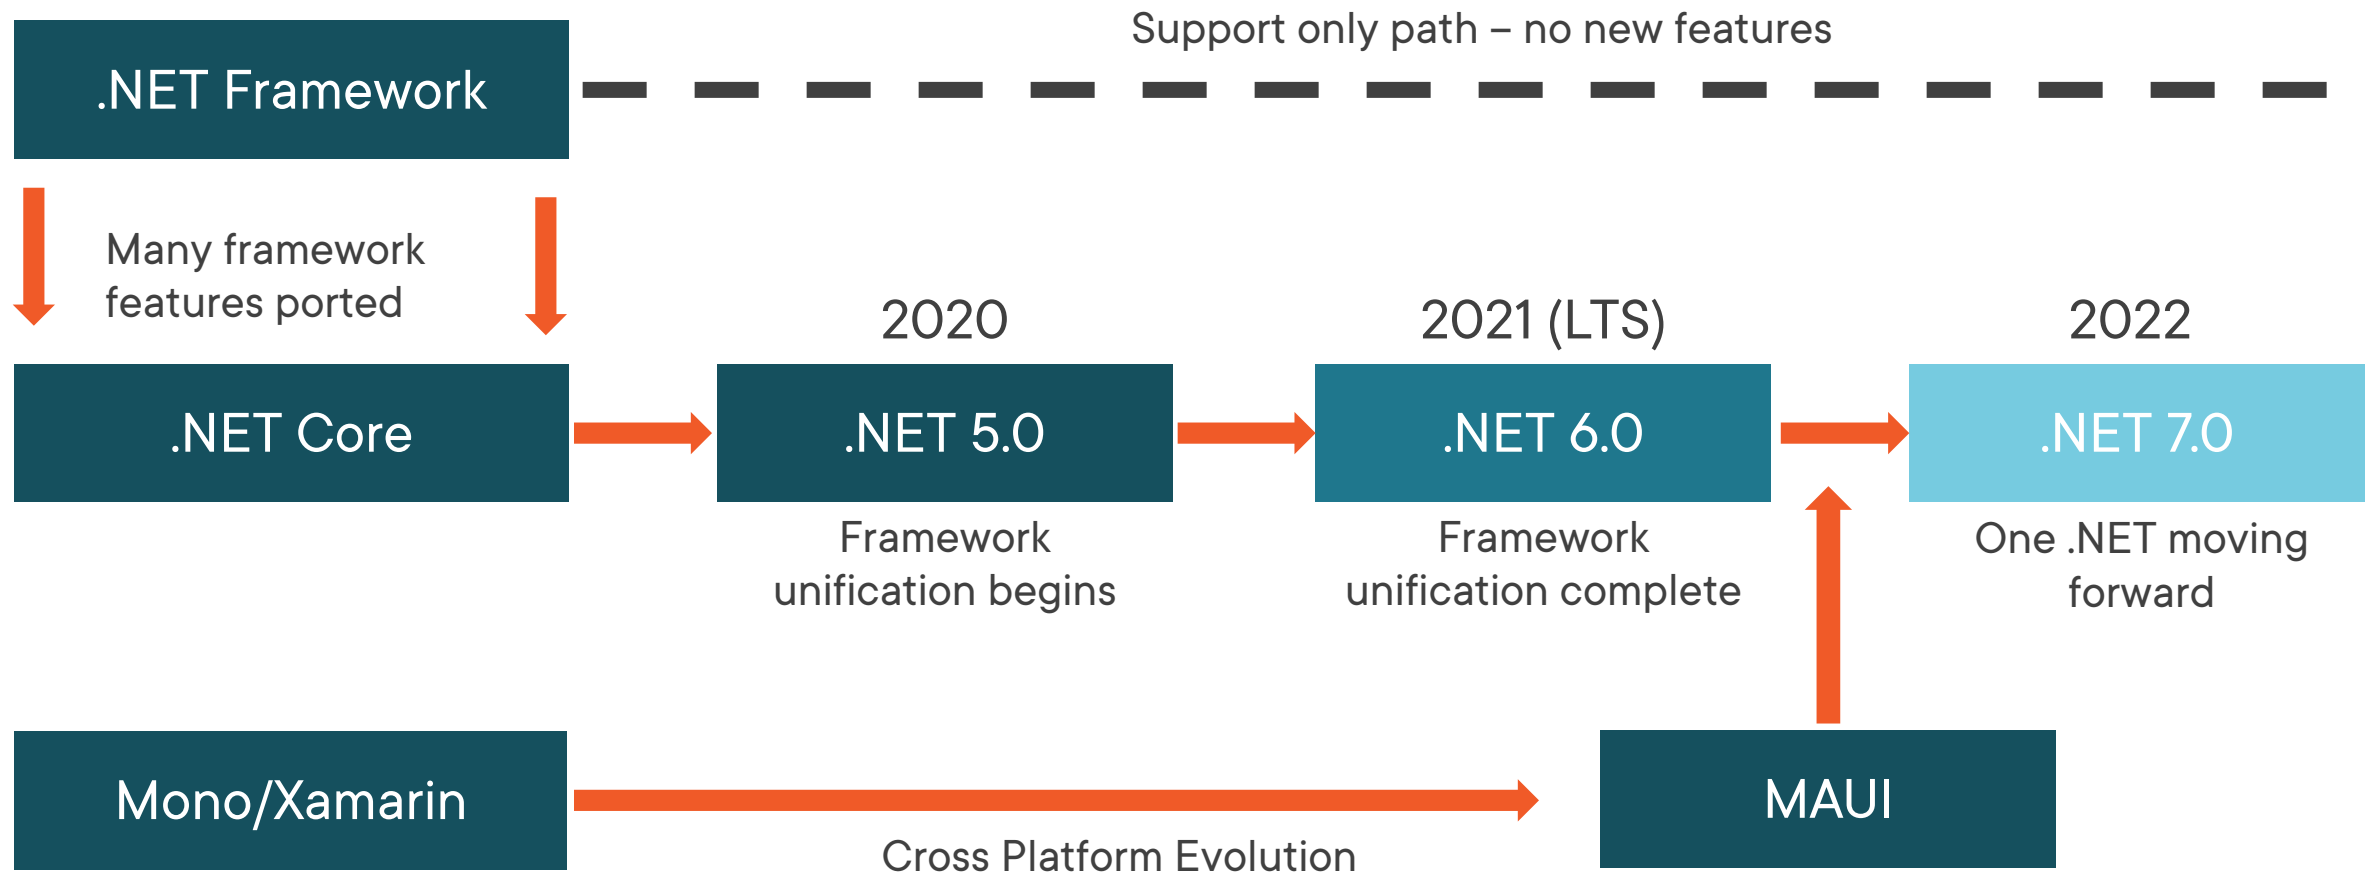 Support only path – no new features
.NET Framework
Many framework
features ported
2020
2021 (LTS)
2022
.NET Core
.NET 5.0
.NET 6.0
.NET 7.0
Framework
unification begins
Framework
unification complete
One .NET moving
forward
Mono/Xamarin
MAUI
Cross Platform Evolution